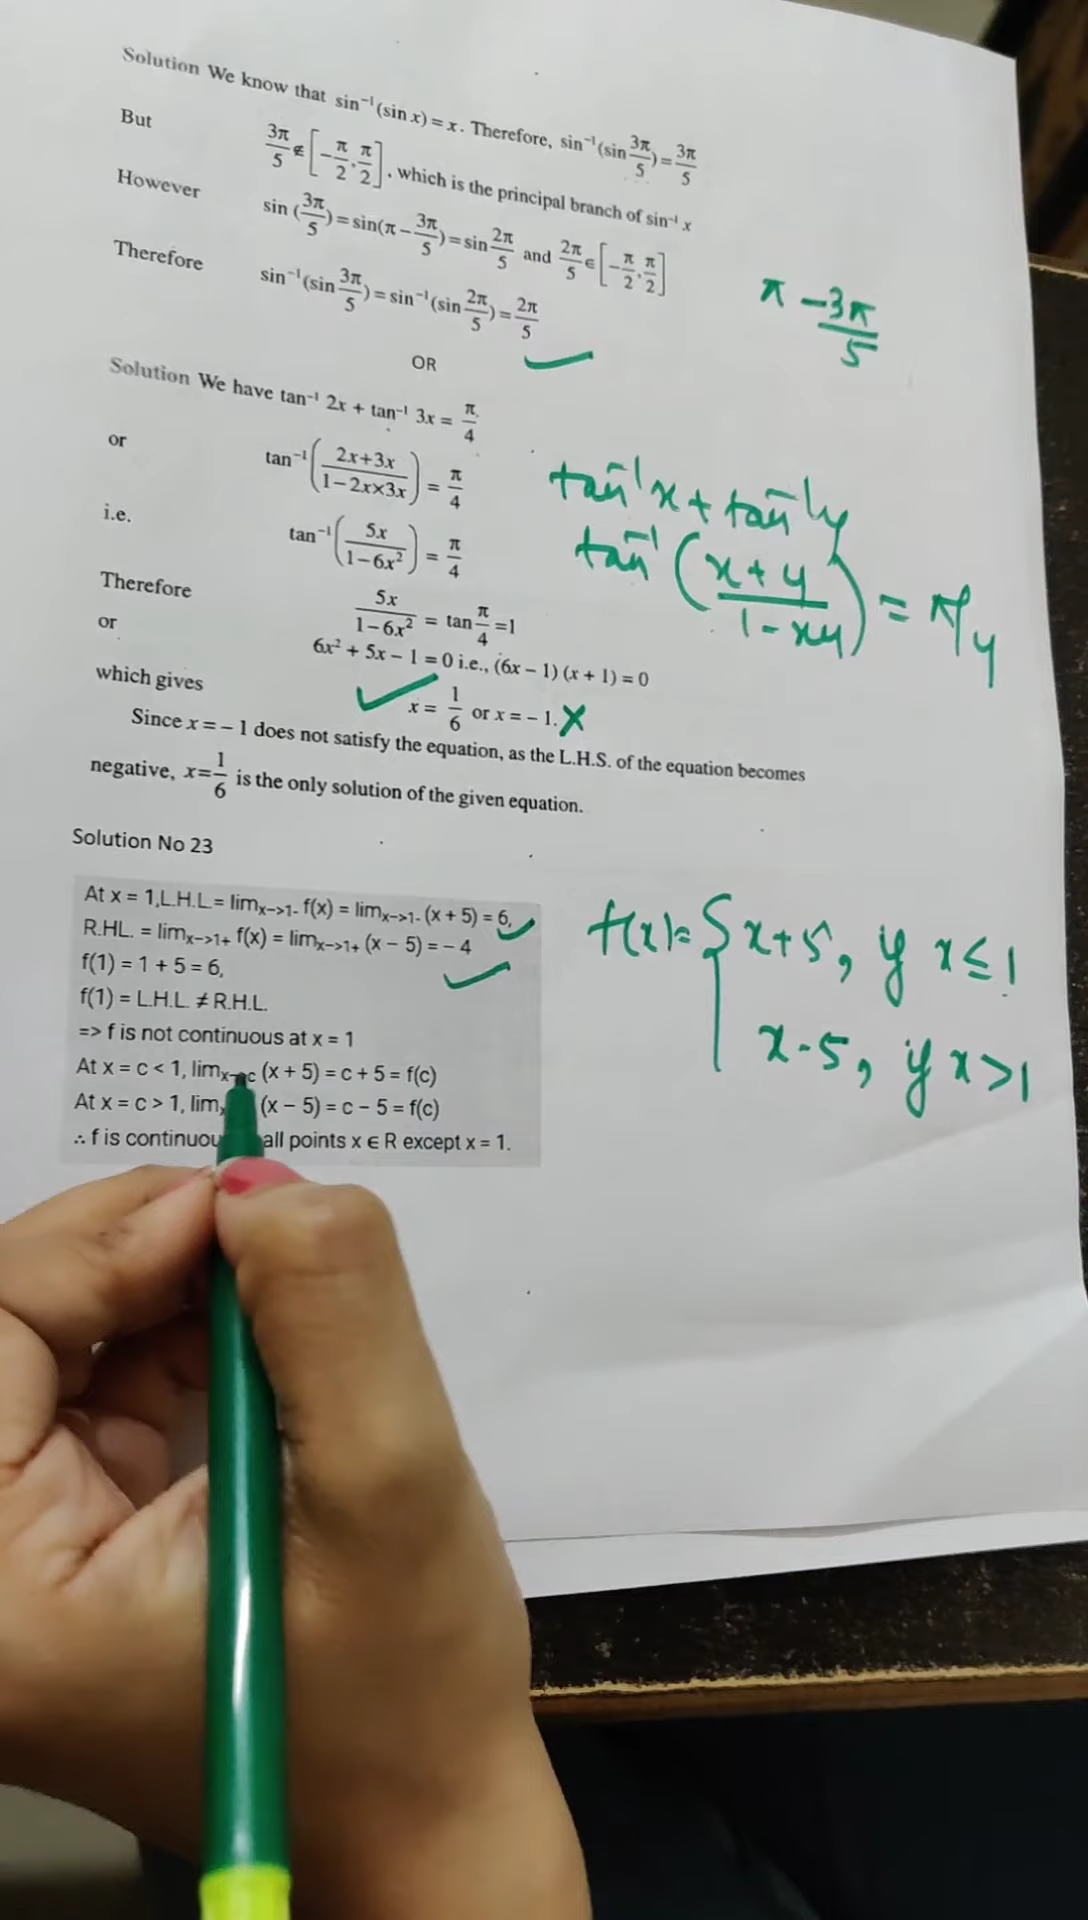 Solution We know that sin⁻¹(sin x) = x. Therefore, sin⁻¹(sin 3π/5) = 3π/5
But 3π/5 ∉ [−π/2, π/2], which is the principal branch of sin⁻¹ x
However sin (3π/5) = sin(π − 3π/5) = sin 2π/5 and 2π/5 ∈ [−π/2, π/2]
Therefore sin⁻¹(sin 3π/5) = sin⁻¹(sin 2π/5) = 2π/5
π − 3π/5
OR
Solution We have tan⁻¹ 2x + tan⁻¹ 3x = π/4
or tan⁻¹((2x+3x)/(1−2x×3x)) = π/4
i.e. tan⁻¹(5x/(1−6x²)) = π/4
tan⁻¹x + tan⁻¹y
tan⁻¹((x+y)/(1−xy)) = π/4
Therefore 5x/(1−6x²) = tan π/4 = 1
or 6x² + 5x − 1 = 0 i.e., (6x − 1) (x + 1) = 0
which gives x = 1/6 or x = − 1.
Since x = − 1 does not satisfy the equation, as the L.H.S. of the equation becomes
negative, x=1/6 is the only solution of the given equation.
Solution No 23
At x = 1,L.H.L= limx->1- f(x) = limx->1- (x + 5) = 6,
R.HL. = limx->1+ f(x) = limx->1+ (x − 5) = − 4
f(1) = 1 + 5 = 6,
f(1) = L.H.L ≠ R.H.L.
=> f is not continuous at x = 1
At x = c < 1, limx→c (x + 5) = c + 5 = f(c)
At x = c > 1, lim (x − 5) = c − 5 = f(c)
∴ f is all points x ∈ R except x = 1.
f(x)= { x+5, if x ≤ 1
x-5, if x >1